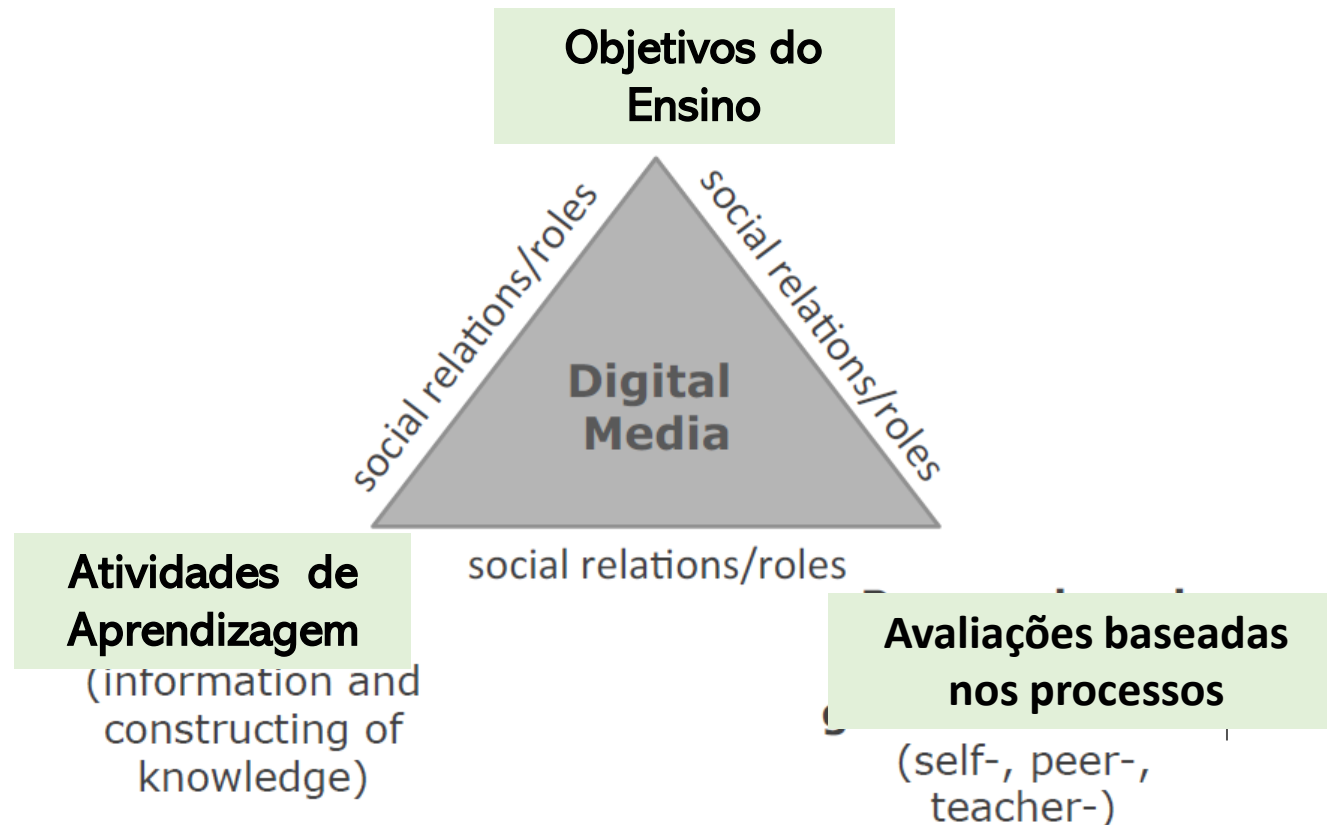 Objetivos do
Ensino
social relations/roles
social relations/roles
Digital
Media
social relations/roles
Atividades de
Aprendizagem
(information and
constructing of
knowledge)
Avaliações baseadas
nos processos
(self-, peer-,
teacher-)